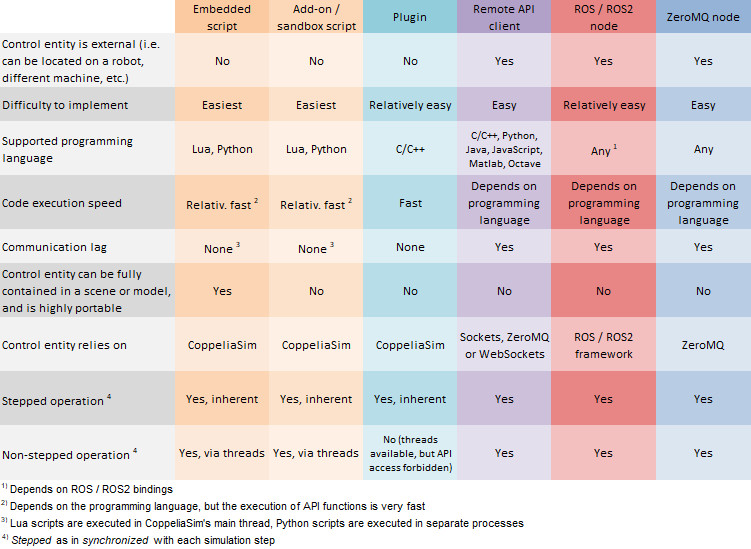 Embedded script
Add-on / sandbox script
Plugin
Remote API client
ROS / ROS2 node
ZeroMQ node
Control entity is external (i.e. can be located on a robot, different machine, etc.)
No
No
No
Yes
Yes
Yes
Difficulty to implement
Easiest
Easiest
Relatively easy
Easy
Relatively easy
Easy
Supported programming language
Lua, Python
Lua, Python
C/C++
C/C++, Python, Java, JavaScript, Matlab, Octave
Any 1
Any
Code execution speed
Relativ. fast 2
Relativ. fast 2
Fast
Depends on programming language
Depends on programming language
Depends on programming language
Communication lag
None 3
None 3
None
Yes
Yes
Yes
Control entity can be fully contained in a scene or model, and is highly portable
Yes
No
No
No
No
No
Control entity relies on
CoppeliaSim
CoppeliaSim
CoppeliaSim
Sockets, ZeroMQ or WebSockets
ROS / ROS2 framework
ZeroMQ
Stepped operation 4
Yes, inherent
Yes, inherent
Yes, inherent
Yes
Yes
Yes
Non-stepped operation 4
Yes, via threads
Yes, via threads
No (threads available, but API access forbidden)
Yes
Yes
Yes
1) Depends on ROS / ROS2 bindings
2) Depends on the programming language, but the execution of API functions is very fast
3) Lua scripts are executed in CoppeliaSim's main thread, Python scripts are executed in separate processes
4) Stepped as in synchronized with each simulation step